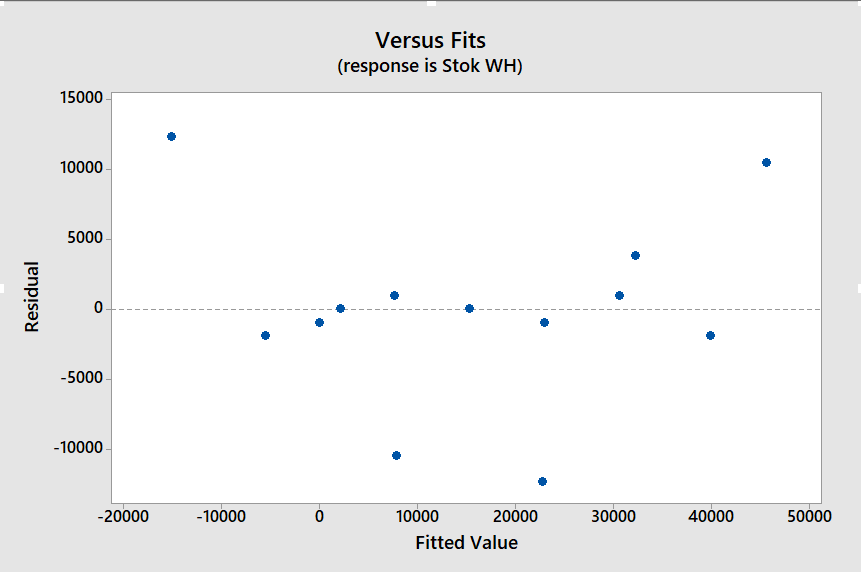 Versus Fits
(response is Stok WH)
15000
10000
5000
0
-5000
-10000
Residual
-20000 -10000 0 10000 20000 30000 40000 50000
Fitted Value